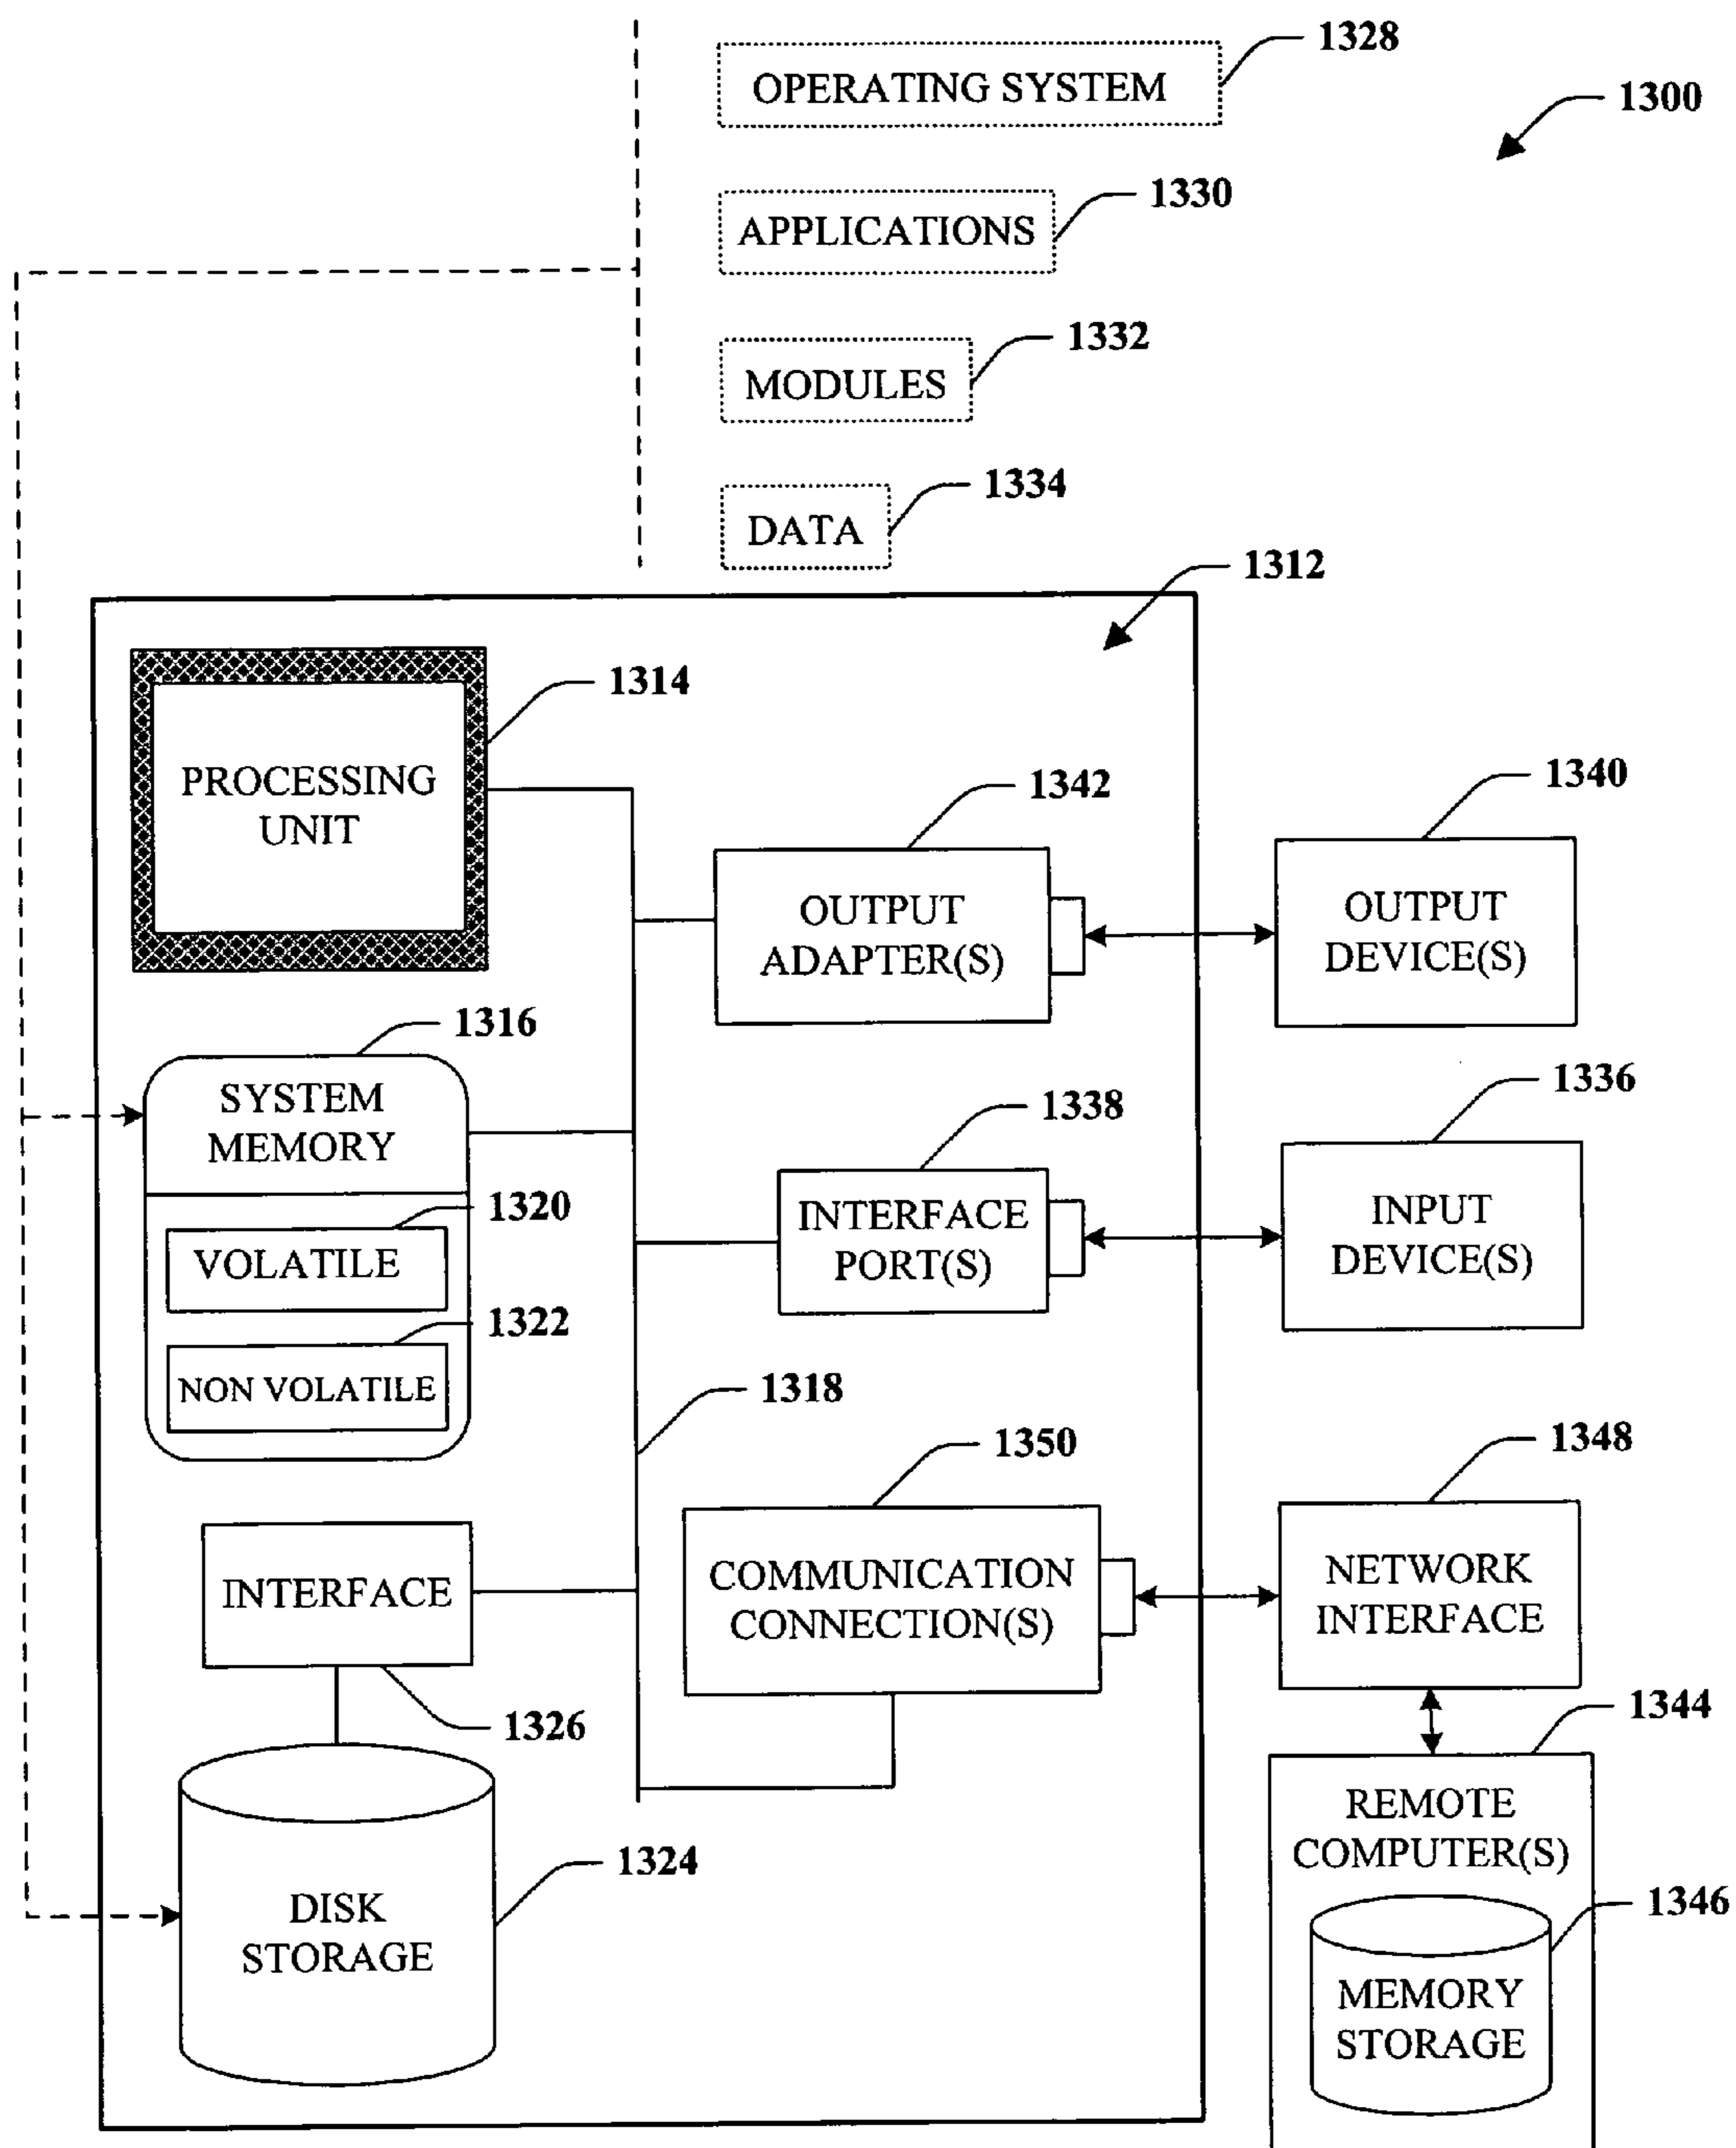 1328
OPERATING SYSTEM
1300
1330
APPLICATIONS
1332
MODULES
1334
DATA
1312
1314
PROCESSING
UNIT
1342
OUTPUT
ADAPTER(S)
1340
OUTPUT
DEVICE(S)
1316
SYSTEM
MEMORY
1320
VOLATILE
1322
NON VOLATILE
1338
INTERFACE
PORT(S)
1336
INPUT
DEVICE(S)
1318
1350
COMMUNICATION
CONNECTION(S)
1348
NETWORK
INTERFACE
INTERFACE
1326
1344
REMOTE
COMPUTER(S)
1324
DISK
STORAGE
1346
MEMORY
STORAGE